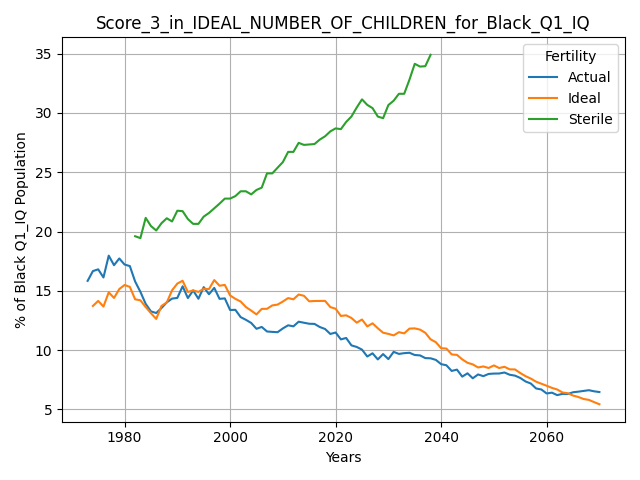 Score_3_in_IDEAL_NUMBER_OF_CHILDREN_for_Black_Q1_IQ
% of Black Q1_IQ Population
35
30
25
20
15
10
5
Fertility
Actual
Ideal
Sterile
1980
2000
2020
2040
2060
Years